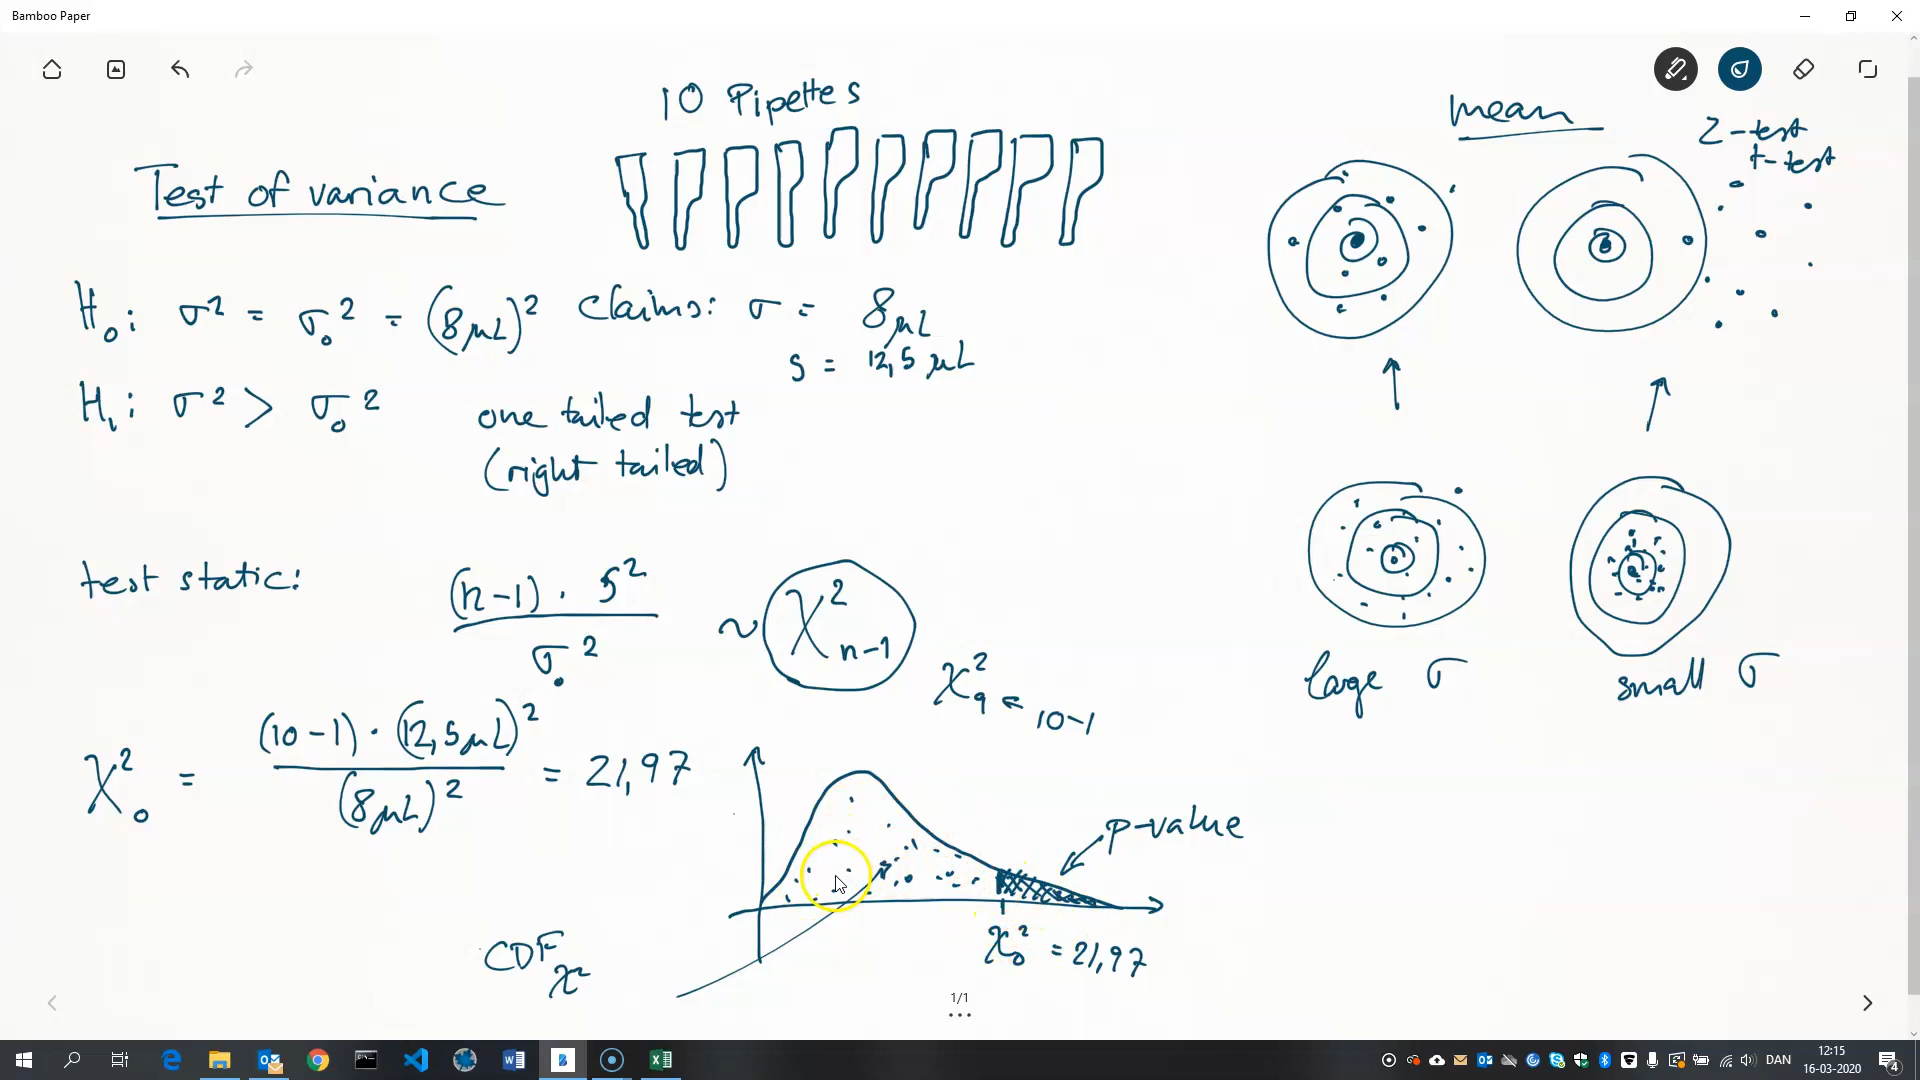 Bamboo Paper
10 Pipettes
Test of variance
H₀: σ² = σ₀² = (8μL)² claims: σ = 8μL
s = 12,5 μL
H₁: σ² > σ₀²
one tailed test
(right tailed)
test static: (n-1) · s² / σ₀² ~ χ²n-1
χ²9 ← 10-1
χ²₀ = (10-1) · (12,5μL)² / (8μL)² = 21,97
p-value
χ₀² = 21,97
CDF χ²
mean
Z-test
t-test
large σ
small σ
1/1
DAN
12:15
16-03-2020
4